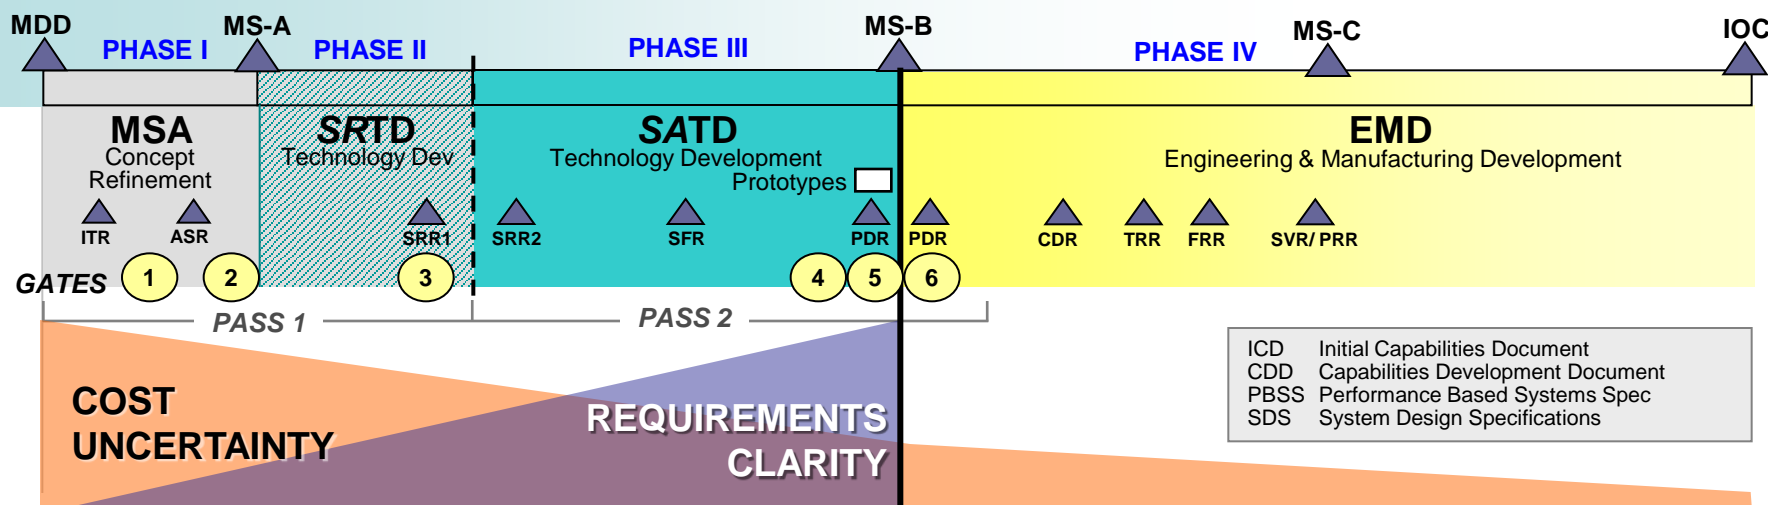 MDD
PHASE I
MS-A
PHASE II
PHASE III
MS-B
PHASE IV
MS-C
IOC
MSA
Concept
Refinement
SRTD
Technology Dev
SATD
Technology Development
Prototypes
EMD
Engineering & Manufacturing Development
ITR
ASR
SRR1
SRR2
SFR
PDR
PDR
CDR
TRR
FRR
SVR/ PRR
GATES
1
2
3
4
5
6
PASS 1
PASS 2
COST
UNCERTAINTY
REQUIREMENTS
CLARITY
ICD Initial Capabilities Document
CDD Capabilities Development Document
PBSS Performance Based Systems Spec
SDS System Design Specifications